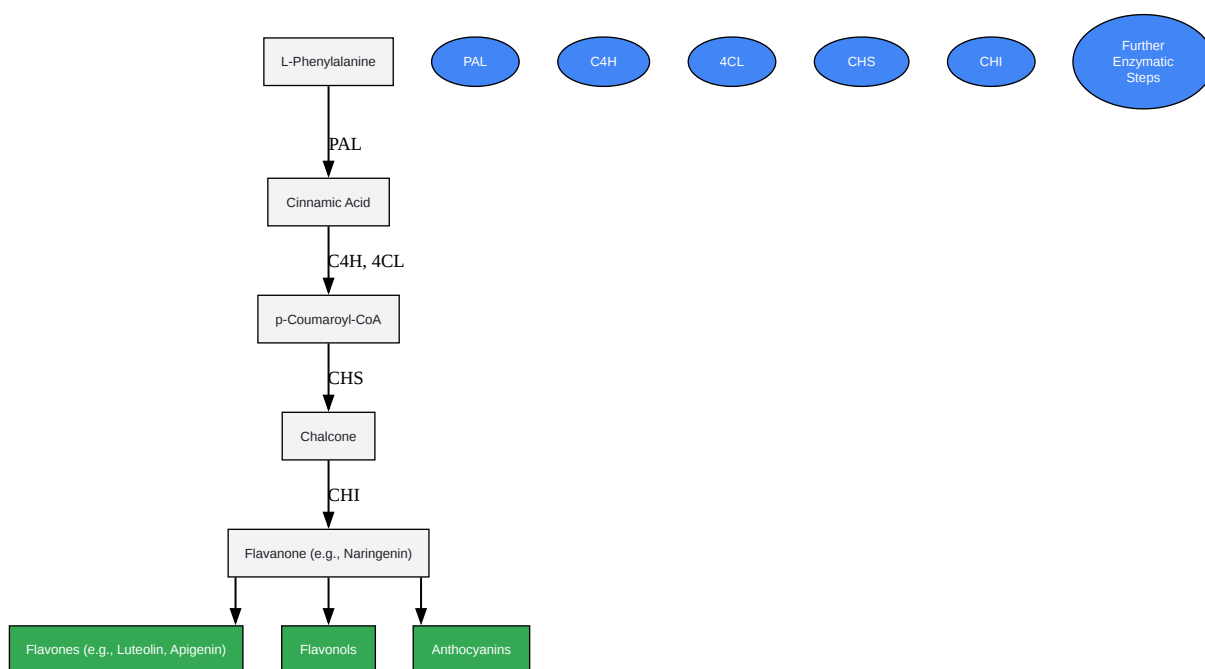 L-Phenylalanine
PAL
C4H
4CL
CHS
CHI
Further
Enzymatic
Steps
PAL
Cinnamic Acid
C4H, 4CL
p-Coumaroyl-CoA
CHS
Chalcone
CHI
Flavanone (e.g., Naringenin)
Flavones (e.g., Luteolin, Apigenin)
Flavonols
Anthocyanins